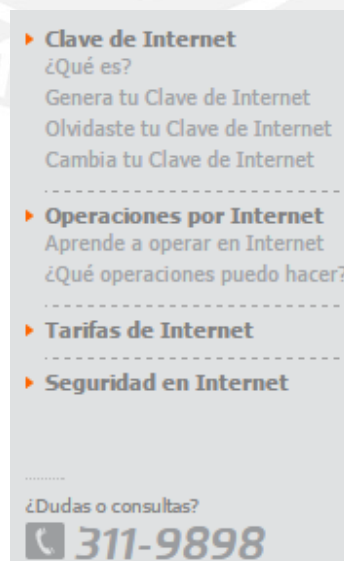 Clave de Internet
¿Qué es?
Genera tu Clave de Internet
Olvidaste tu Clave de Internet
Cambia tu Clave de Internet
Operaciones por Internet
Aprende a operar en Internet
¿Qué operaciones puedo hacer?
Tarifas de Internet
Seguridad en Internet
¿Dudas o consultas?
311-9898